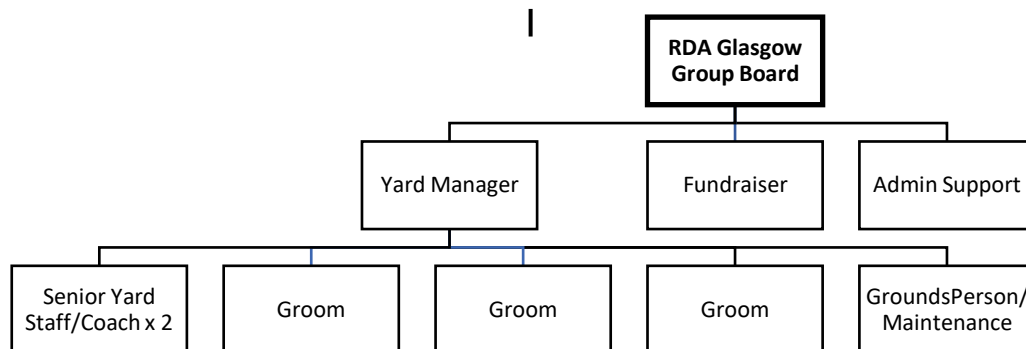 RDA Glasgow
Group Board
Yard Manager
Fundraiser
Admin Support
Senior Yard
Staff/Coach x 2
Groom
Groom
Groom
GroundsPerson/
Maintenance